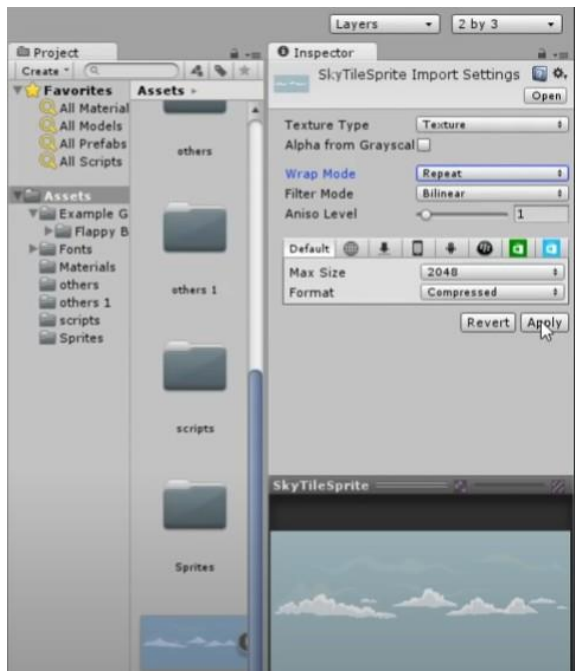 Layers
2 by 3
Project
Create
Favorites
All Material
All Models
All Prefabs
All Scripts
Assets
Example G
Flappy B
Fonts
Materials
others
others 1
scripts
Sprites
Assets
others
others 1
scripts
Sprites
Inspector
SkyTileSprite Import Settings
Open
Texture Type
Texture
Alpha from Grayscal
Wrap Mode
Repeat
Filter Mode
Bilinear
Aniso Level
1
Default
Max Size
2048
Format
Compressed
Revert
Apply
SkyTileSprite